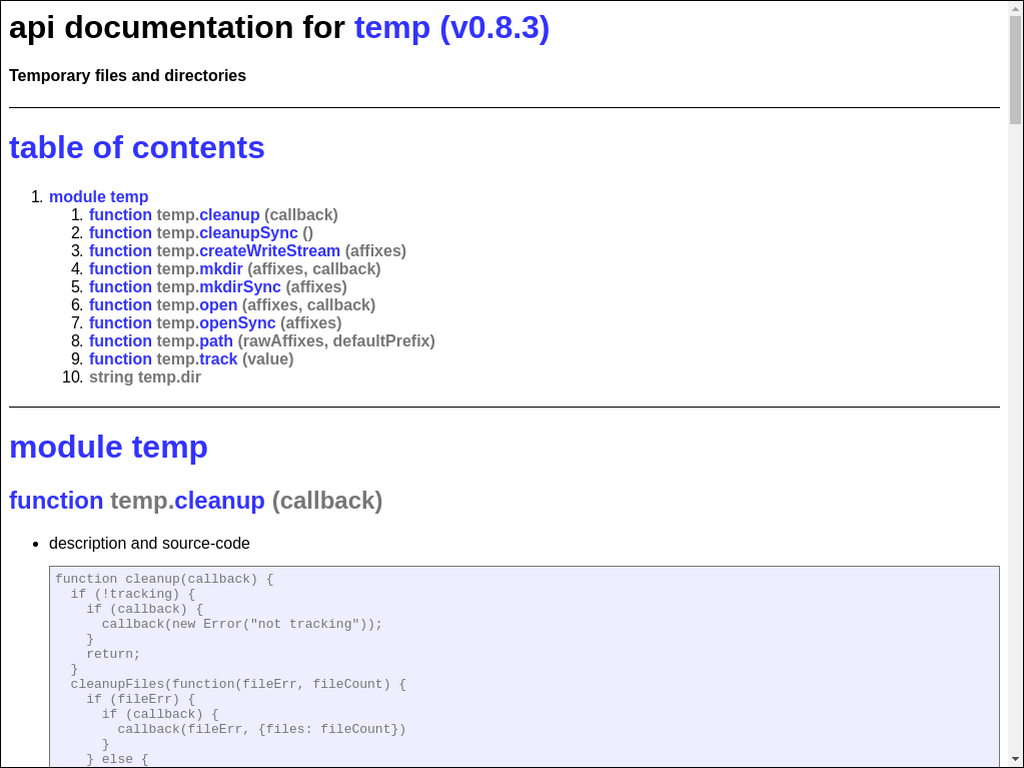 api documentation for temp (v0.8.3)
Temporary files and directories
table of contents
1. module temp
1. function temp.cleanup (callback)
2. function temp.cleanupSync ()
3. function temp.createWriteStream (affixes)
4. function temp.mkdir (affixes, callback)
5. function temp.mkdirSync (affixes)
6. function temp.open (affixes, callback)
7. function temp.openSync (affixes)
8. function temp.path (rawAffixes, defaultPrefix)
9. function temp.track (value)
10. string temp.dir
module temp
function temp.cleanup (callback)
• description and source-code
function cleanup(callback) {
  if (!tracking) {
    if (callback) {
      callback(new Error("not tracking"));
    }
    return;
  }
  cleanupFiles(function(fileErr, fileCount) {
    if (fileErr) {
      if (callback) {
        callback(fileErr, {files: fileCount})
      }
    } else {